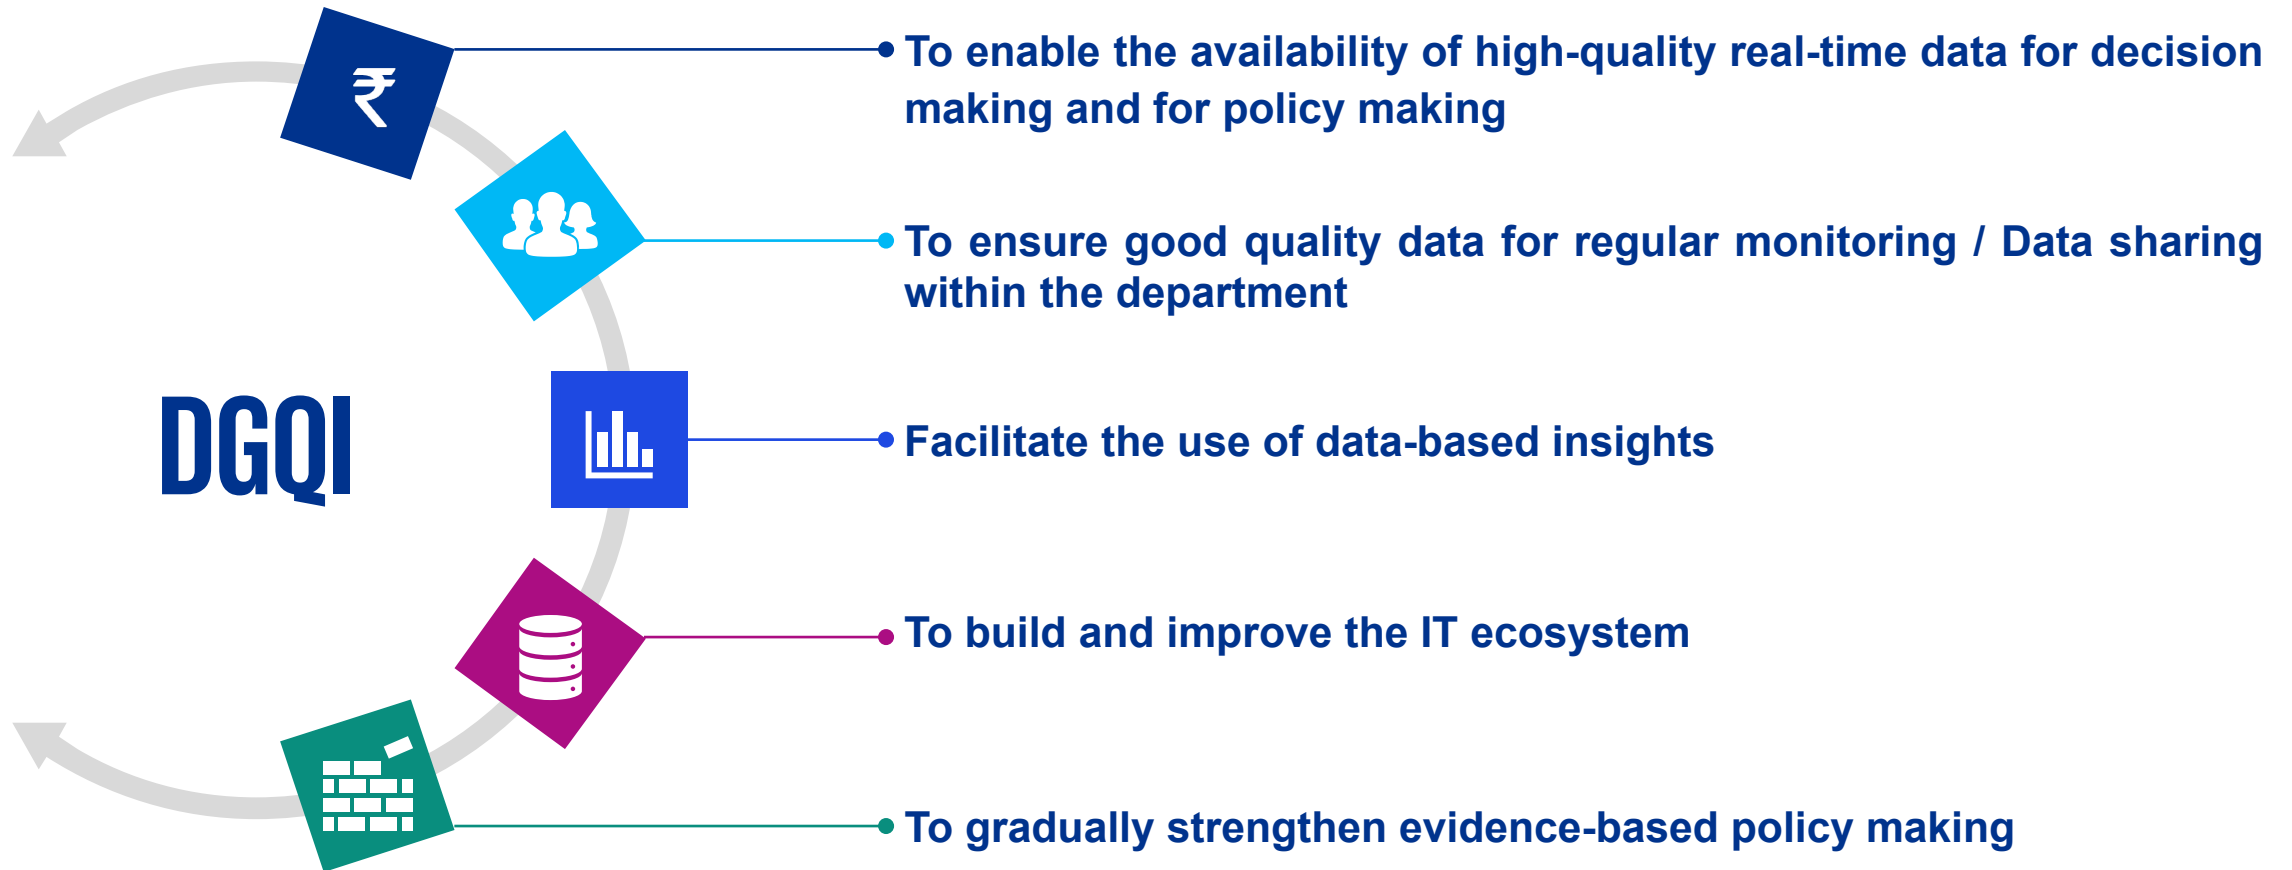 To enable the availability of high-quality real-time data for decision
making and for policy making
₹
To ensure good quality data for regular monitoring / Data sharing
within the department
DGQI
Facilitate the use of data-based insights
To build and improve the IT ecosystem
To gradually strengthen evidence-based policy making